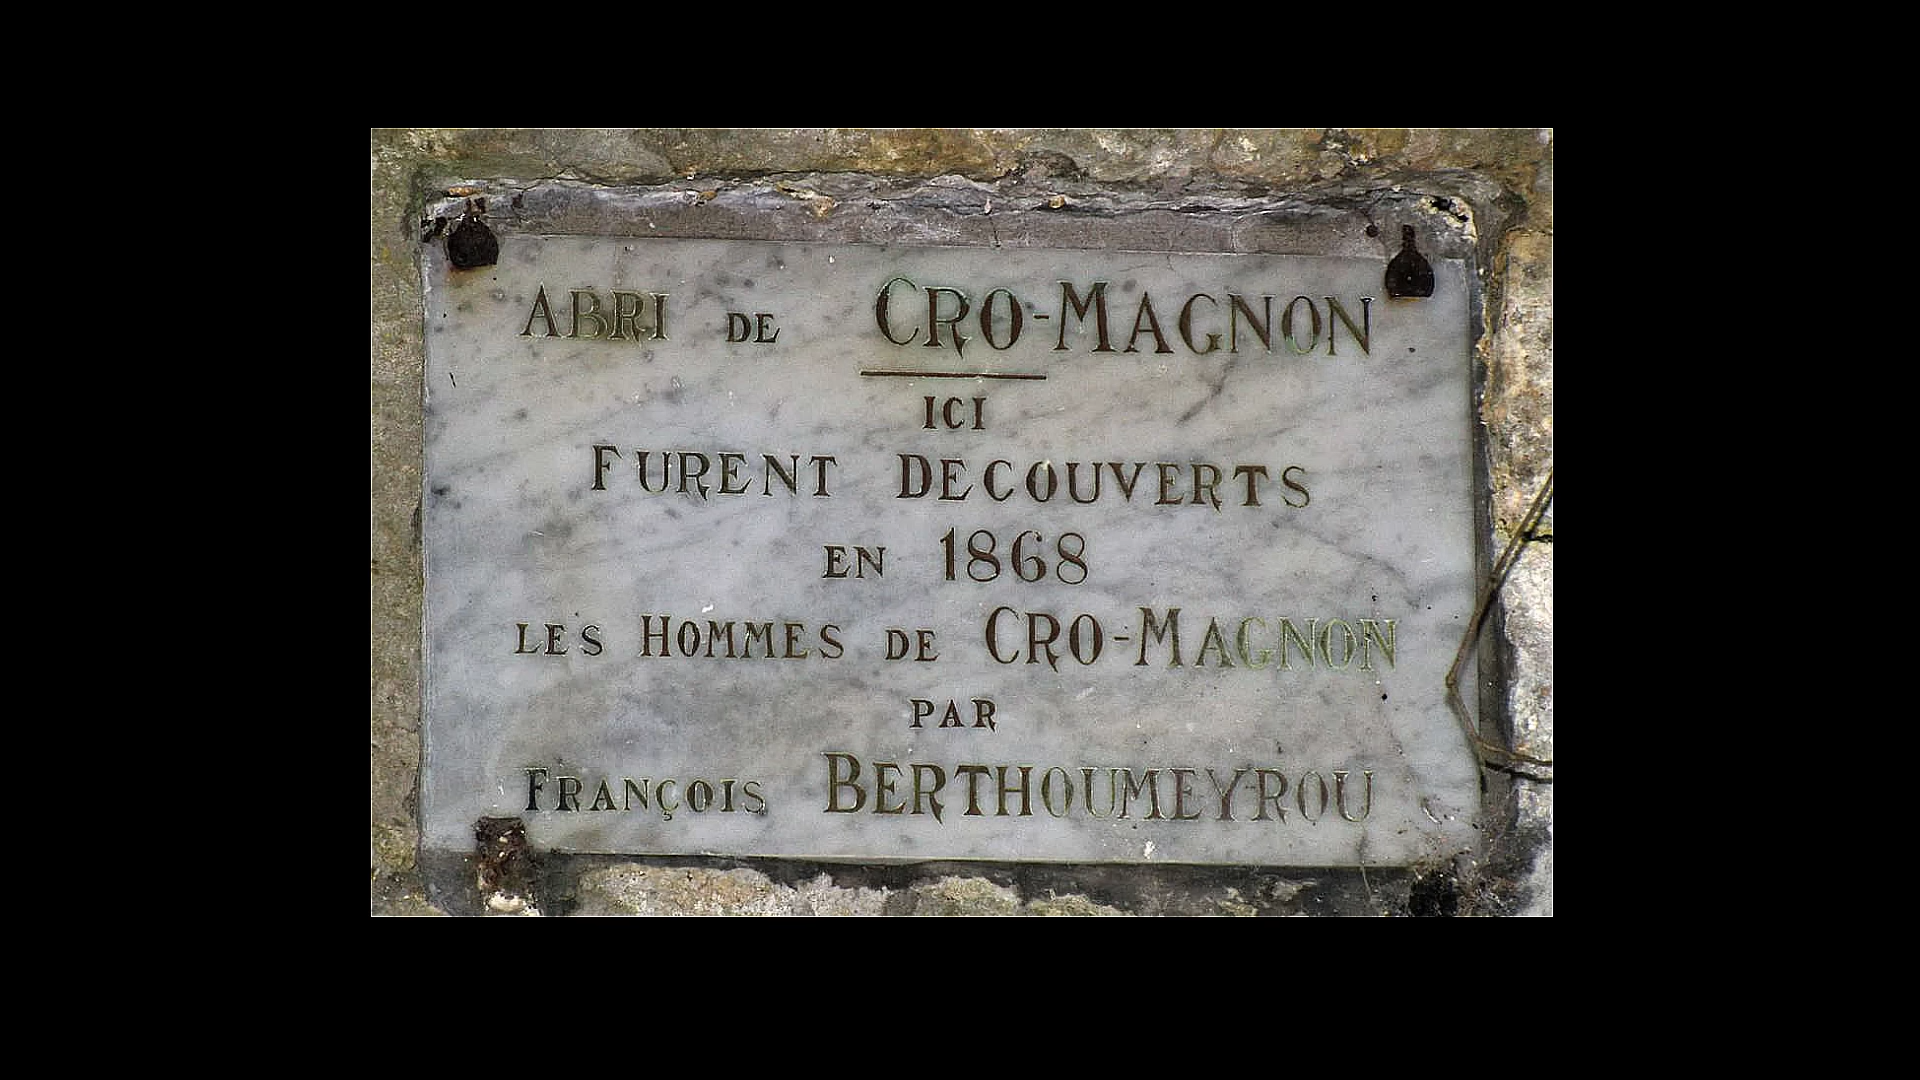 ABRI DE CRO-MAGNON
ICI
FURENT DECOUVERTS
EN 1868
LES HOMMES DE CRO-MAGNON
PAR
FRANÇOIS BERTHOUMEYROU